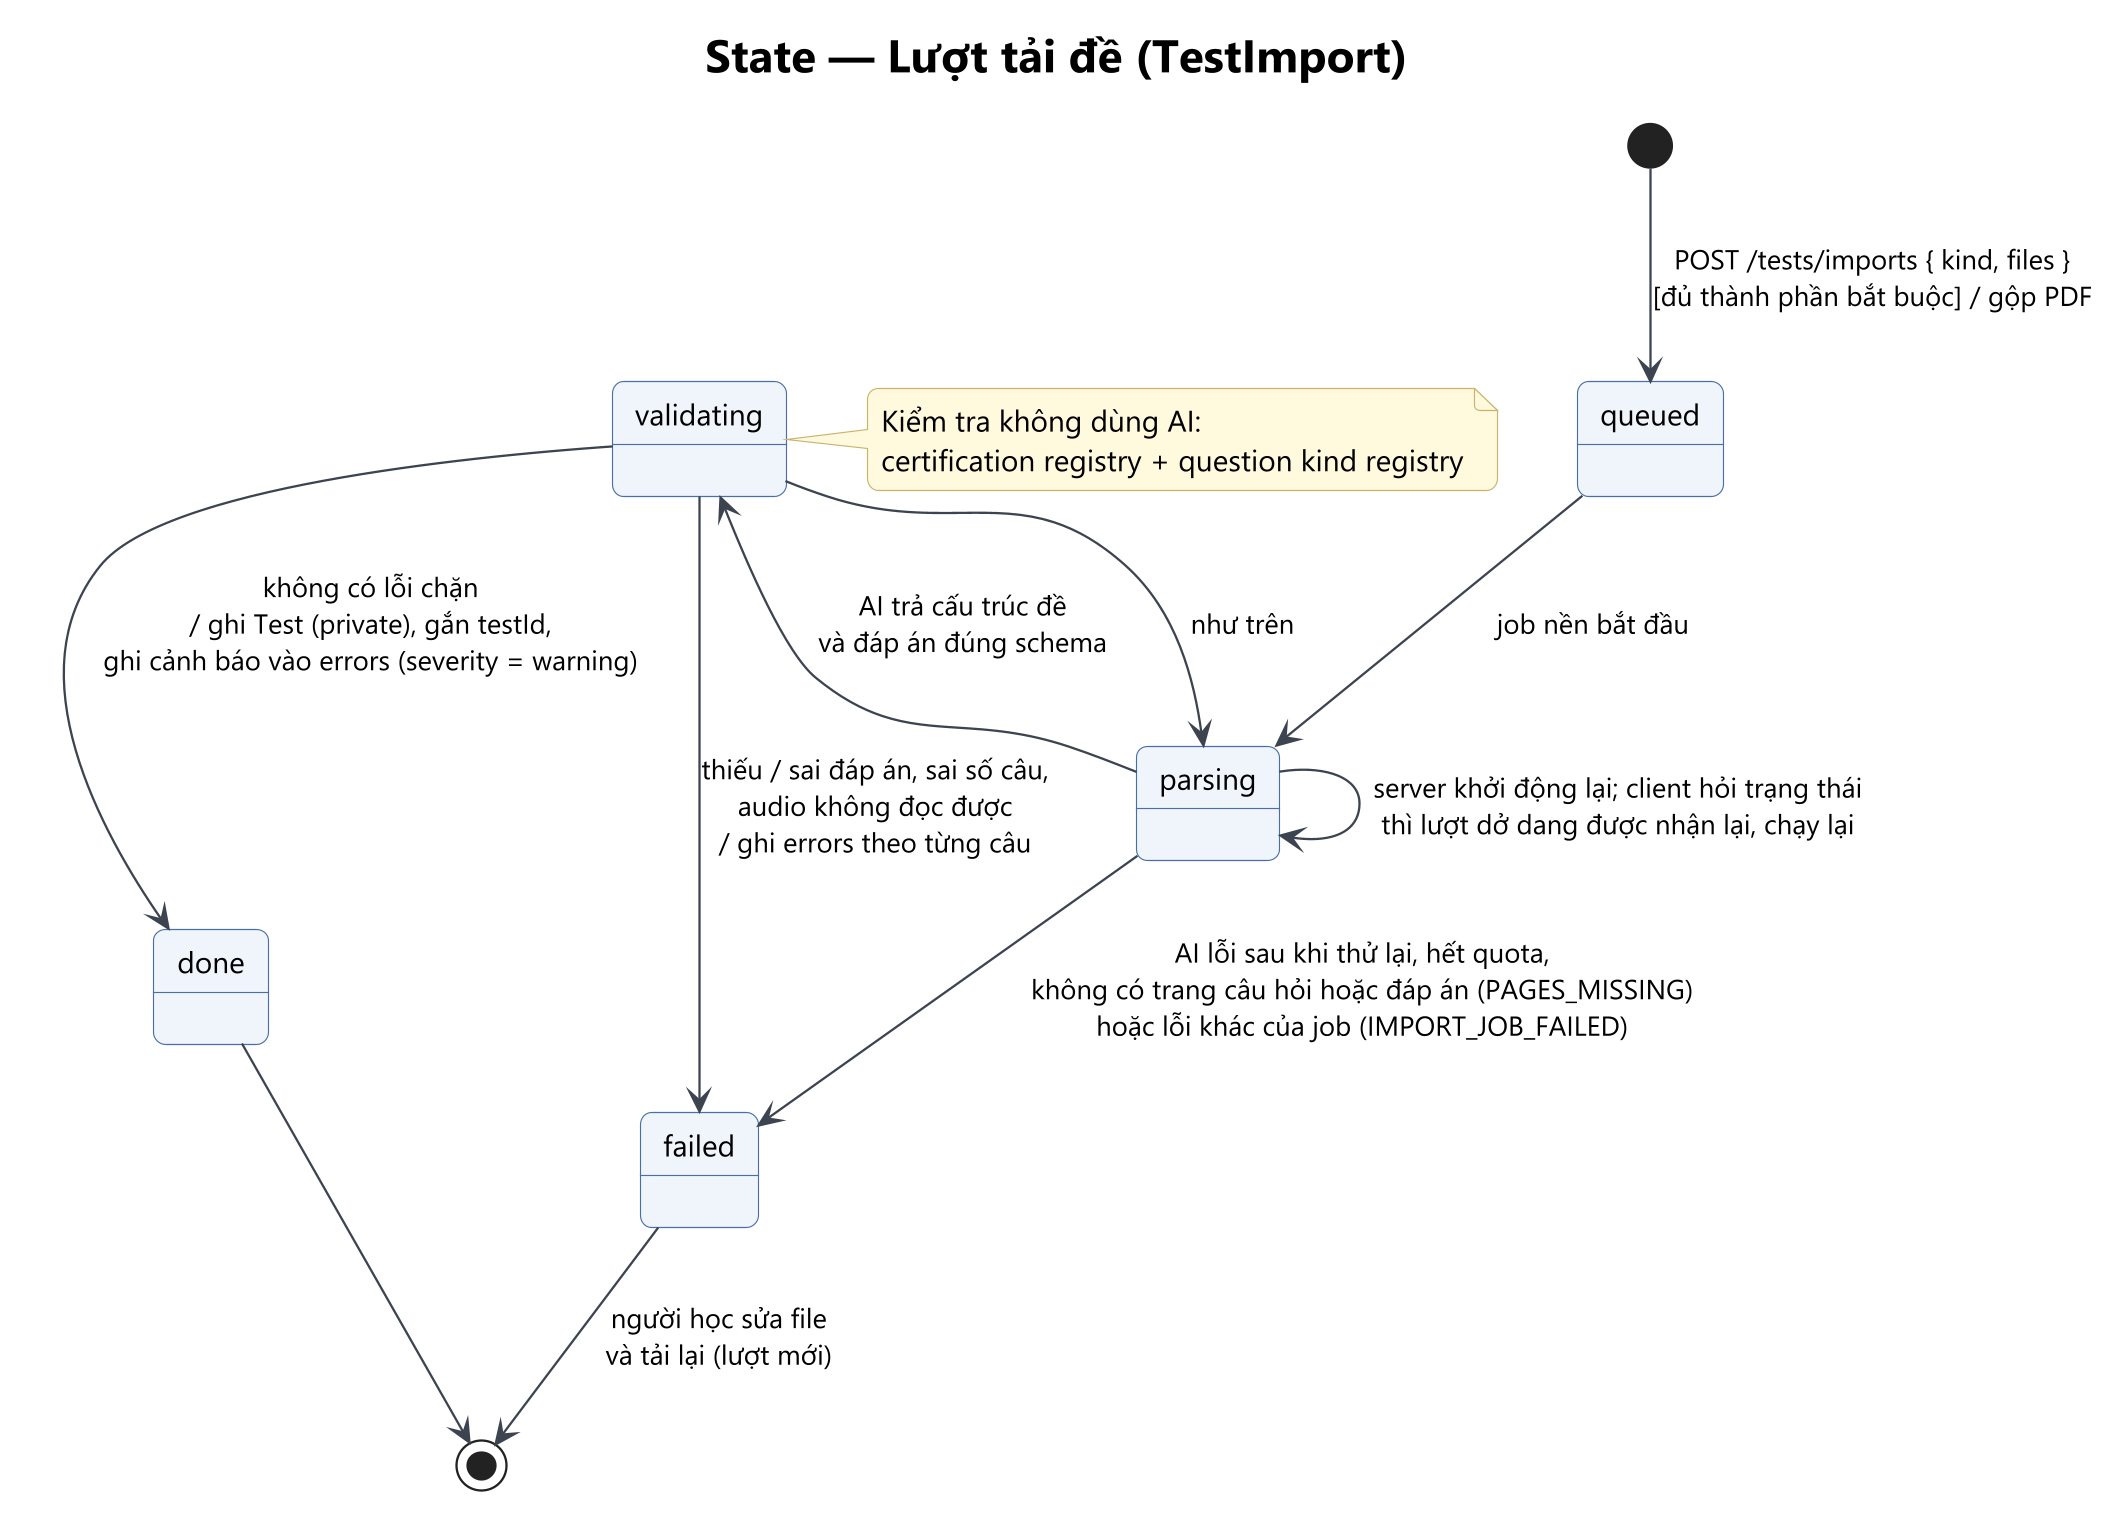 State — Lượt tải đề (TestImport)
POST /tests/imports { kind, files }
[đủ thành phần bắt buộc] / gộp PDF
validating
Kiểm tra không dùng AI:
certification registry + question kind registry
queued
không có lỗi chặn
/ ghi Test (private), gắn testId,
ghi cảnh báo vào errors (severity = warning)
AI trả cấu trúc đề
và đáp án đúng schema
như trên
job nền bắt đầu
thiếu / sai đáp án, sai số câu,
audio không đọc được
/ ghi errors theo từng câu
parsing
server khởi động lại; client hỏi trạng thái
thì lượt dở dang được nhận lại, chạy lại
done
AI lỗi sau khi thử lại, hết quota,
không có trang câu hỏi hoặc đáp án (PAGES_MISSING)
hoặc lỗi khác của job (IMPORT_JOB_FAILED)
failed
người học sửa file
và tải lại (lượt mới)